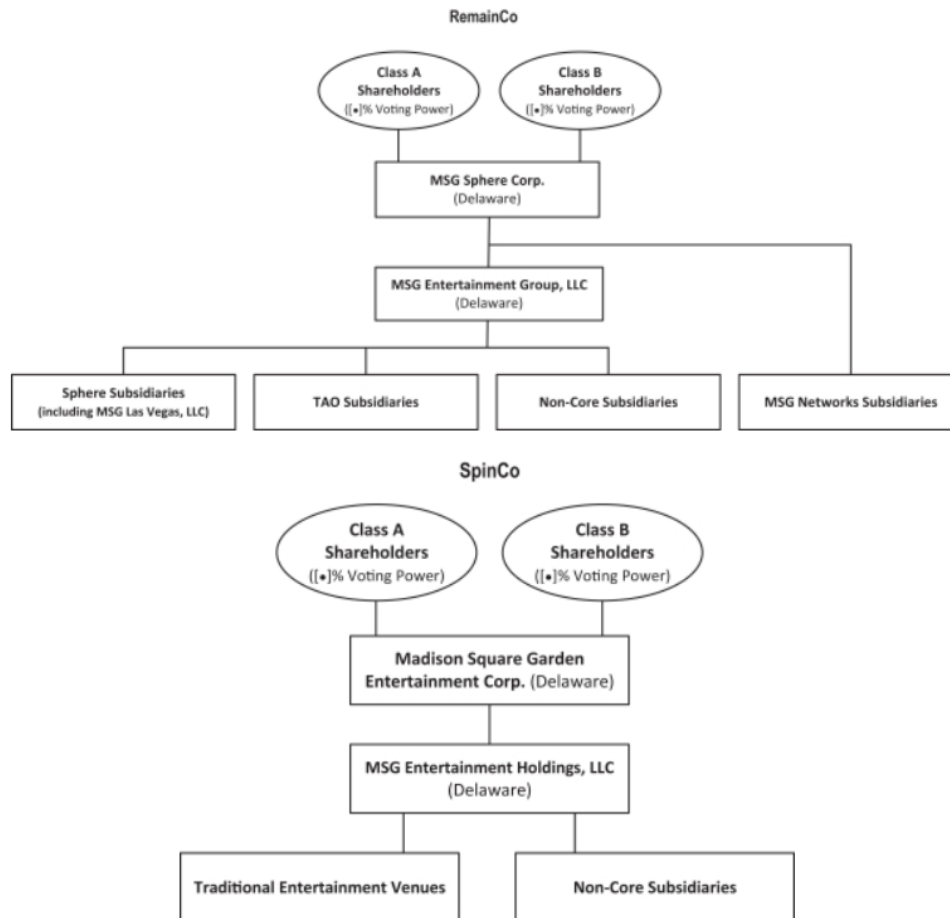 RemainCo
Class A
Shareholders
([•]% Voting Power)
Class B
Shareholders
([•]% Voting Power)
MSG Sphere Corp.
(Delaware)
MSG Entertainment Group, LLC
(Delaware)
Sphere Subsidiaries
(including MSG Las Vegas, LLC)
TAO Subsidiaries
Non-Core Subsidiaries
MSG Networks Subsidiaries
SpinCo
Class A
Shareholders
([•]% Voting Power)
Class B
Shareholders
([•]% Voting Power)
Madison Square Garden
Entertainment Corp. (Delaware)
MSG Entertainment Holdings, LLC
(Delaware)
Traditional Entertainment Venues
Non-Core Subsidiaries